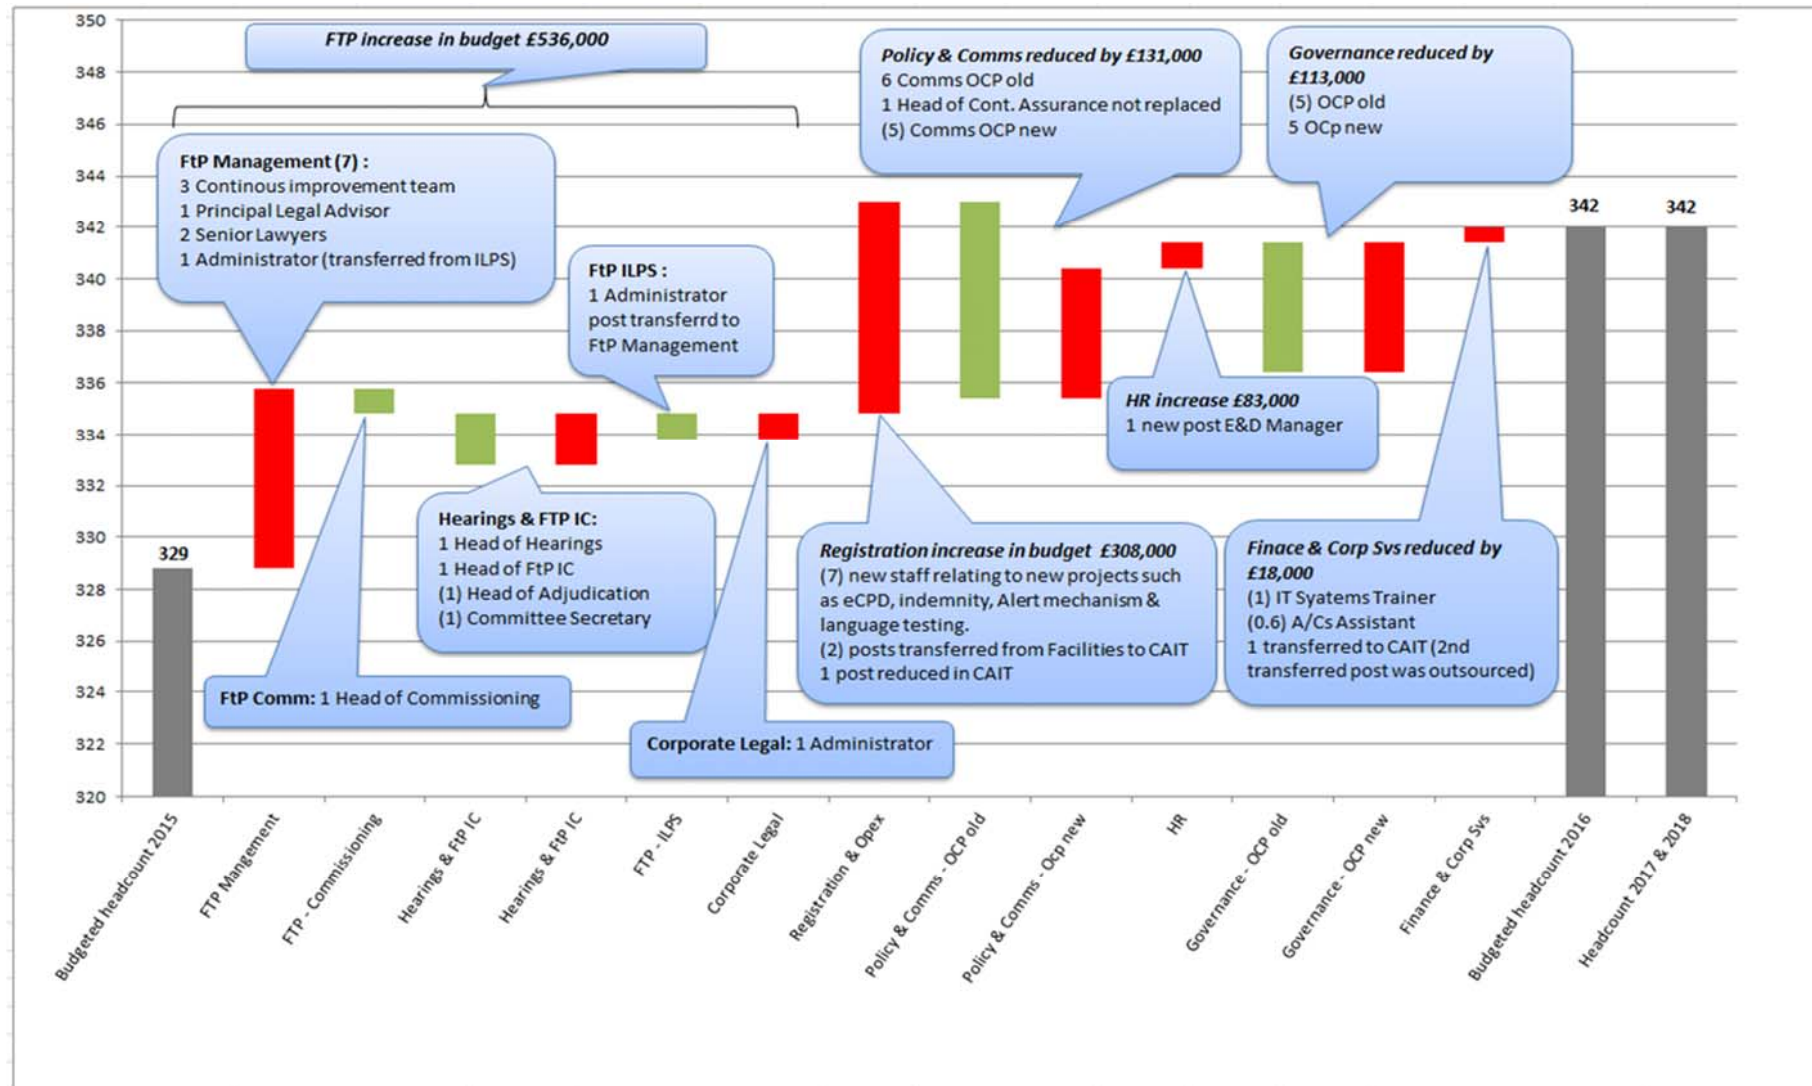 350
348
346
344
342
340
338
336
334
332
330
328
326
324
322
320
FTP increase in budget £536,000
FtP Management (7) :
3 Continous improvement team
1 Principal Legal Advisor
2 Senior Lawyers
1 Administrator (transferred from ILPS)
FtP ILPS :
1 Administrator
post transferrd to
FtP Management
Policy & Comms reduced by £131,000
6 Comms OCP old
1 Head of Cont. Assurance not replaced
(5) Comms OCP new
Governance reduced by
£113,000
(5) OCP old
5 OCp new
342
342
329
HR increase £83,000
1 new post E&D Manager
Hearings & FTP IC:
1 Head of Hearings
1 Head of FtP IC
(1) Head of Adjudication
(1) Committee Secretary
Registration increase in budget £308,000
(7) new staff relating to new projects such
as eCPD, indemnity, Alert mechanism &
language testing.
(2) posts transferred from Facilities to CAIT
1 post reduced in CAIT
Finace & Corp Svs reduced by
£18,000
(1) IT Systems Trainer
(0.6) A/Cs Assistant
1 transferred to CAIT (2nd
transferred post was outsourced)
FtP Comm: 1 Head of Commissioning
Corporate Legal: 1 Administrator
Budgeted headcount 2015
FTP Mangement
FTP - Commissioning
Hearings & FtP IC
Hearings & FtP IC
FTP - ILPS
Corporate Legal
Registration & Opex
Policy & Comms - OCP old
Policy & Comms - Ocp new
HR
Governance - OCP old
Governance - OCP new
Finance & Corp Svs
Budgeted headcount 2016
Headcount 2017 & 2018